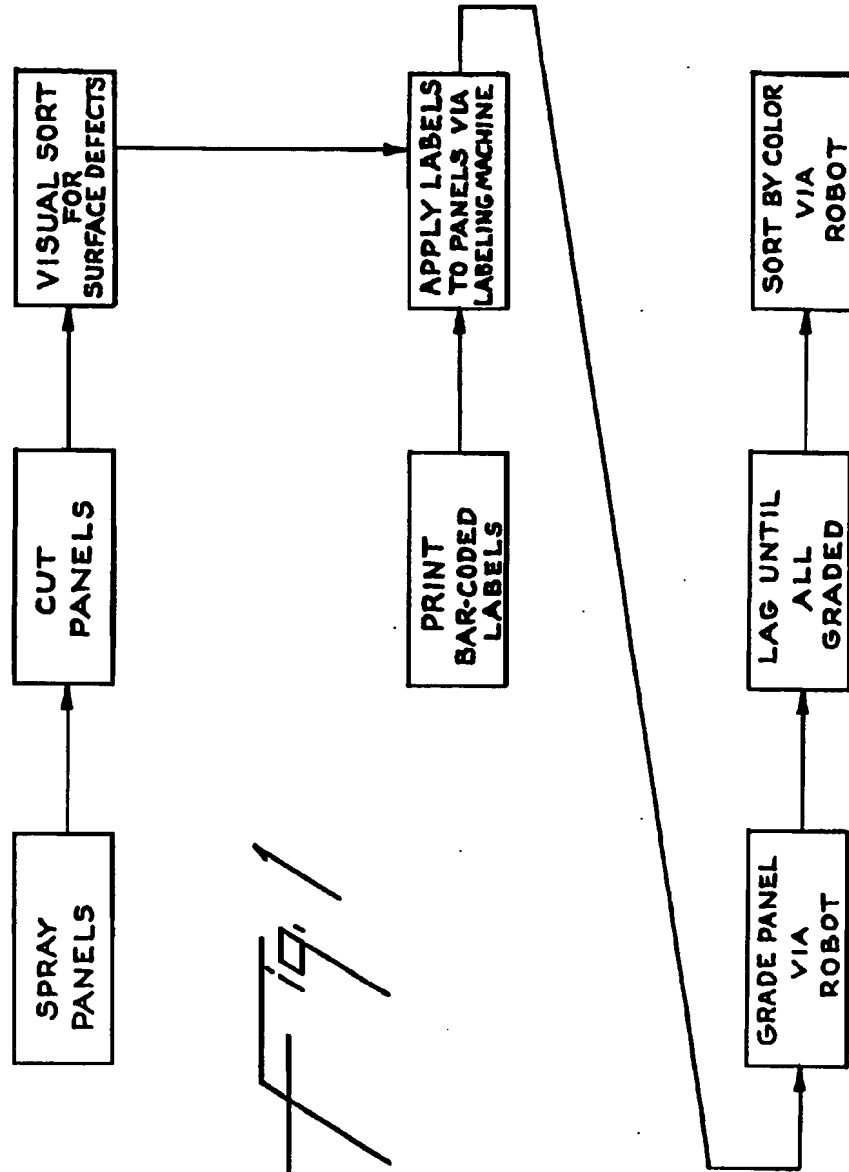 SPRAY
PANELS
CUT
PANELS
VISUAL SORT
FOR
SURFACE DEFECTS
PRINT
BAR-CODED
LABELS
APPLY LABELS
TO PANELS VIA
LABELING MACHINE
GRADE PANEL
VIA
ROBOT
LAG UNTIL
ALL
GRADED
SORT BY COLOR
VIA
ROBOT
Fig. 1